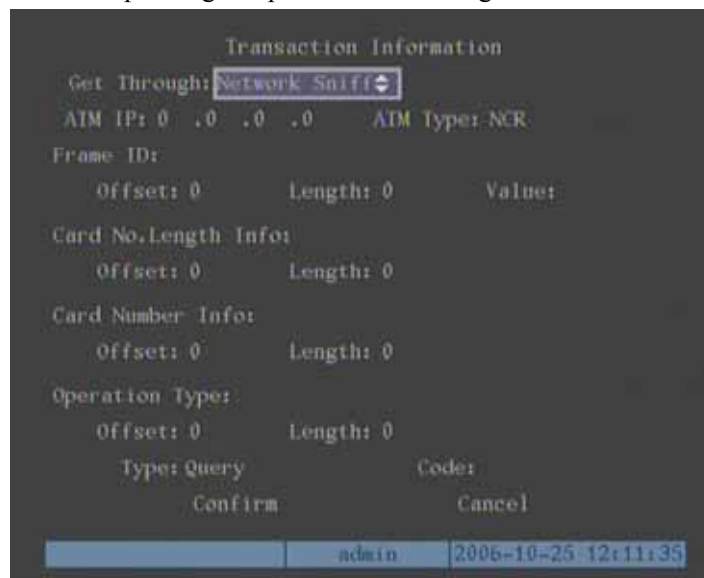 Transaction Information
Get Through: Network Sniff
ATM IP: 0 .0 .0 .0 ATM Type: NCR
Frame ID:
Offset: 0 Length: 0 Value:
Card No.Length Info:
Offset: 0 Length: 0
Card Number Info:
Offset: 0 Length: 0
Operation Type:
Offset: 0 Length: 0
Type: Query Code:
Confirm Cancel
admin 2006-10-25 12:11:35